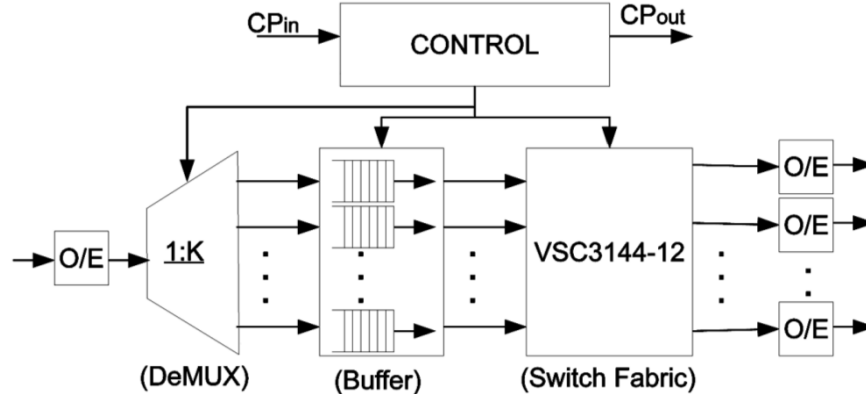 CPin
CONTROL
CPout
O/E
1:K
VSC3144-12
O/E
O/E
O/E
(DeMUX)
(Buffer)
(Switch Fabric)